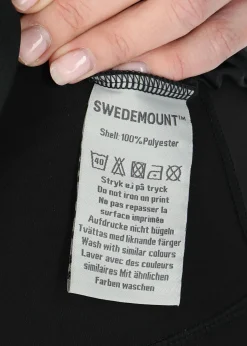 SWEDEMOUNT™
Shell: 100% Polyester
40
Stryk ej på tryck
Do not iron on print
Ne pas repasser la
surface imprimée
Aufdrucke nicht bügeln
Tvättas med liknande färger
Wash with similar colours
Laver avec des couleurs
similaires Mit ähnlichen
Farben waschen